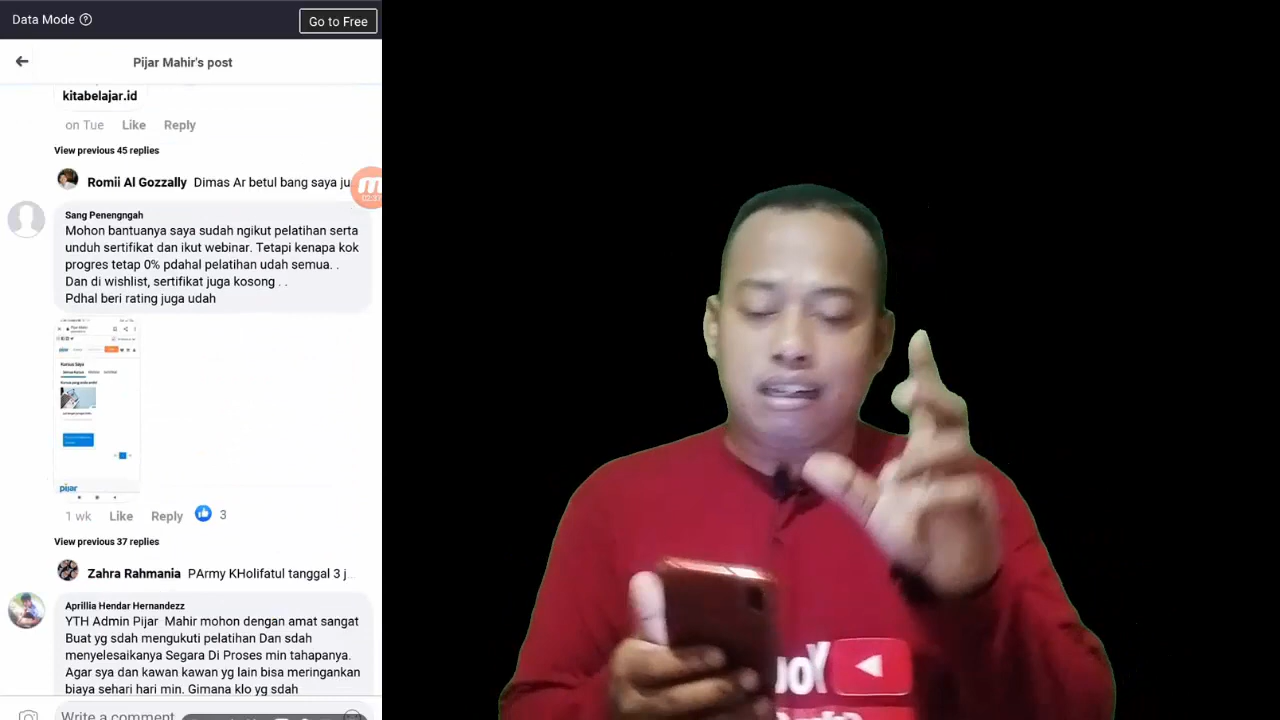 Data Mode
Go to Free
Pijar Mahir's post
kitabelajar.id
on Tue Like Reply
View previous 45 replies
Romii Al Gozzally Dimas Ar betul bang saya ju
Sang Penengngah
Mohon bantuanya saya sudah ngikut pelatihan serta
unduh sertifikat dan ikut webinar. Tetapi kenapa kok
progres tetap 0% pdahal pelatihan udah semua. .
Dan di wishlist, sertifikat juga kosong . .
Pdhal beri rating juga udah
pijar
1 wk Like Reply 3
View previous 37 replies
Zahra Rahmania PArmy KHolifatul tanggal 3 j...
Aprillia Hendar Hernandezz
YTH Admin Pijar Mahir mohon dengan amat sangat
Buat yg sdah mengukuti pelatihan Dan sdah
menyelesaikanya Segara Di Proses min tahapanya.
Agar sya dan kawan kawan yg lain bisa meringankan
biaya sehari hari min. Gimana klo yg sdah
Write a comment
You